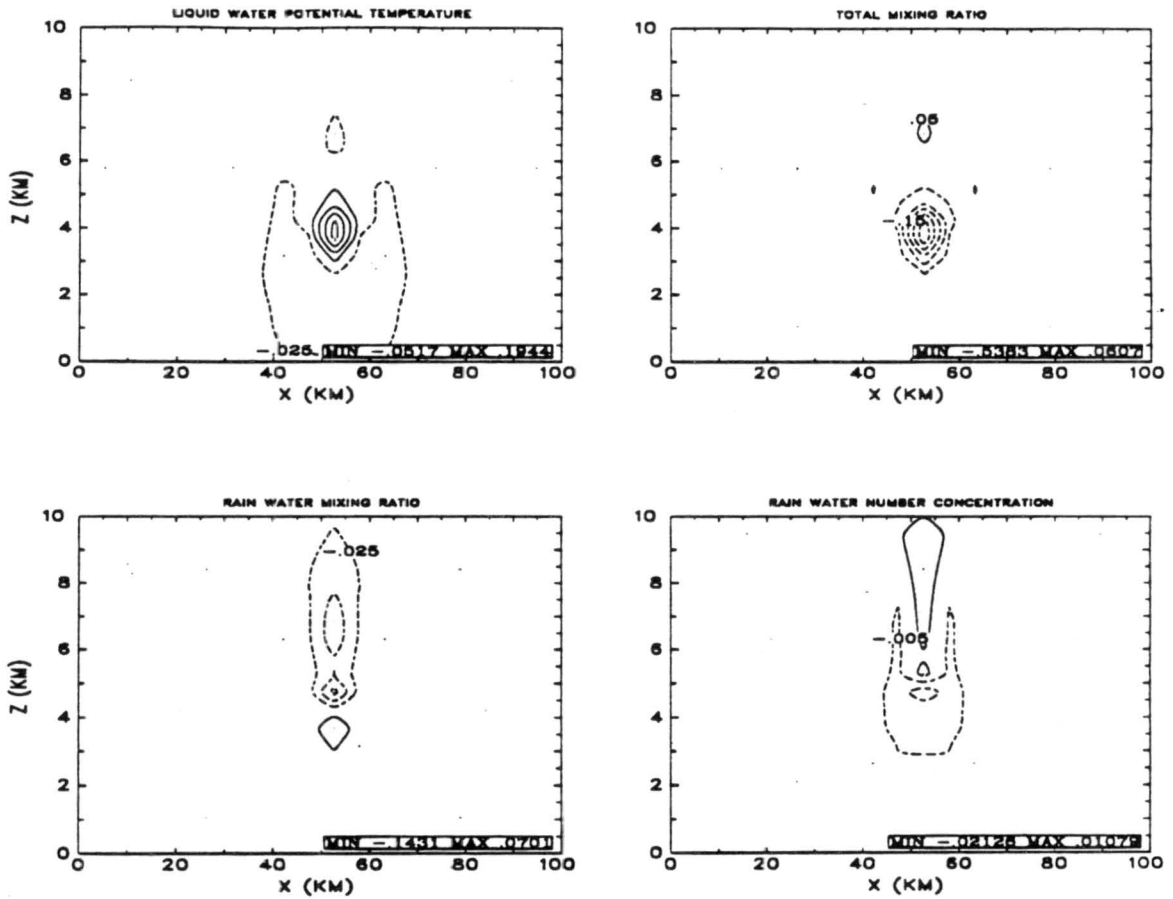 LIQUID WATER POTENTIAL TEMPERATURE
10
8
6
4
2
0
Z (KM)
-.025
MIN -.0517 MAX .1944
0 20 40 60 80 100
X (KM)
TOTAL MIXING RATIO
10
8
6
4
2
0
.05
-.15
MIN -.5383 MAX .0607
0 20 40 60 80 100
X (KM)
RAIN WATER MIXING RATIO
10
8
6
4
2
0
Z (KM)
-.025
MIN -.1431 MAX .0701
0 20 40 60 80 100
X (KM)
RAIN WATER NUMBER CONCENTRATION
10
8
6
4
2
0
-.005
MIN -.02125 MAX .01079
0 20 40 60 80 100
X (KM)